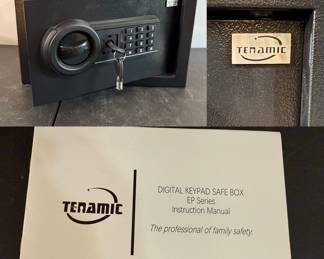 TENAMIC
TENAMIC
DIGITAL KEYPAD SAFE BOX
EP Series
Instruction Manual
The professional of family safety.